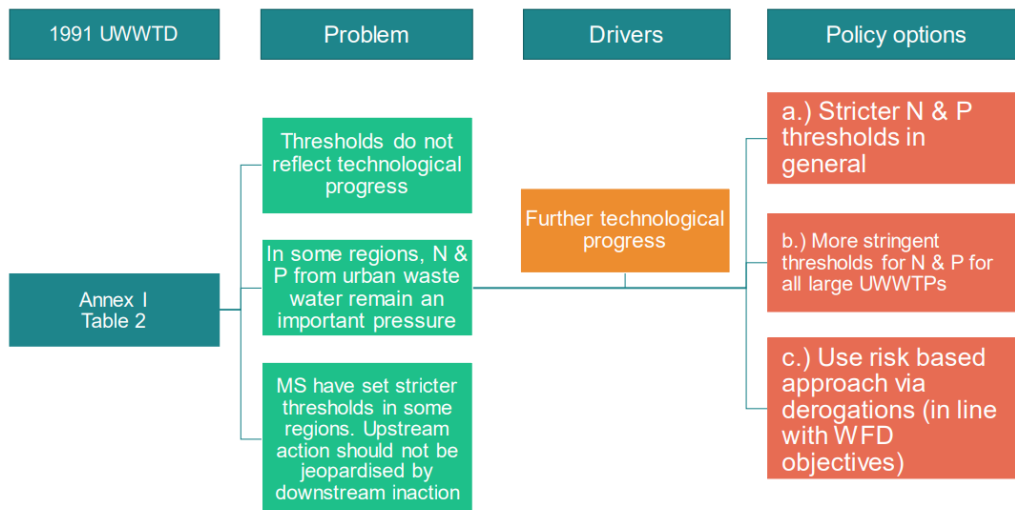 1991 UWWTD
Problem
Drivers
Policy options
Annex I
Table 2
Thresholds do not
reflect technological
progress
In some regions, N &
P from urban waste
water remain an
important pressure
MS have set stricter
thresholds in some
regions. Upstream
action should not be
jeopardised by
downstream inaction
Further technological
progress
a.) Stricter N & P
thresholds in
general
b.) More stringent
thresholds for N & P for
all large UWWTPs
c.) Use risk based
approach via
derogations (in line
with WFD
objectives)